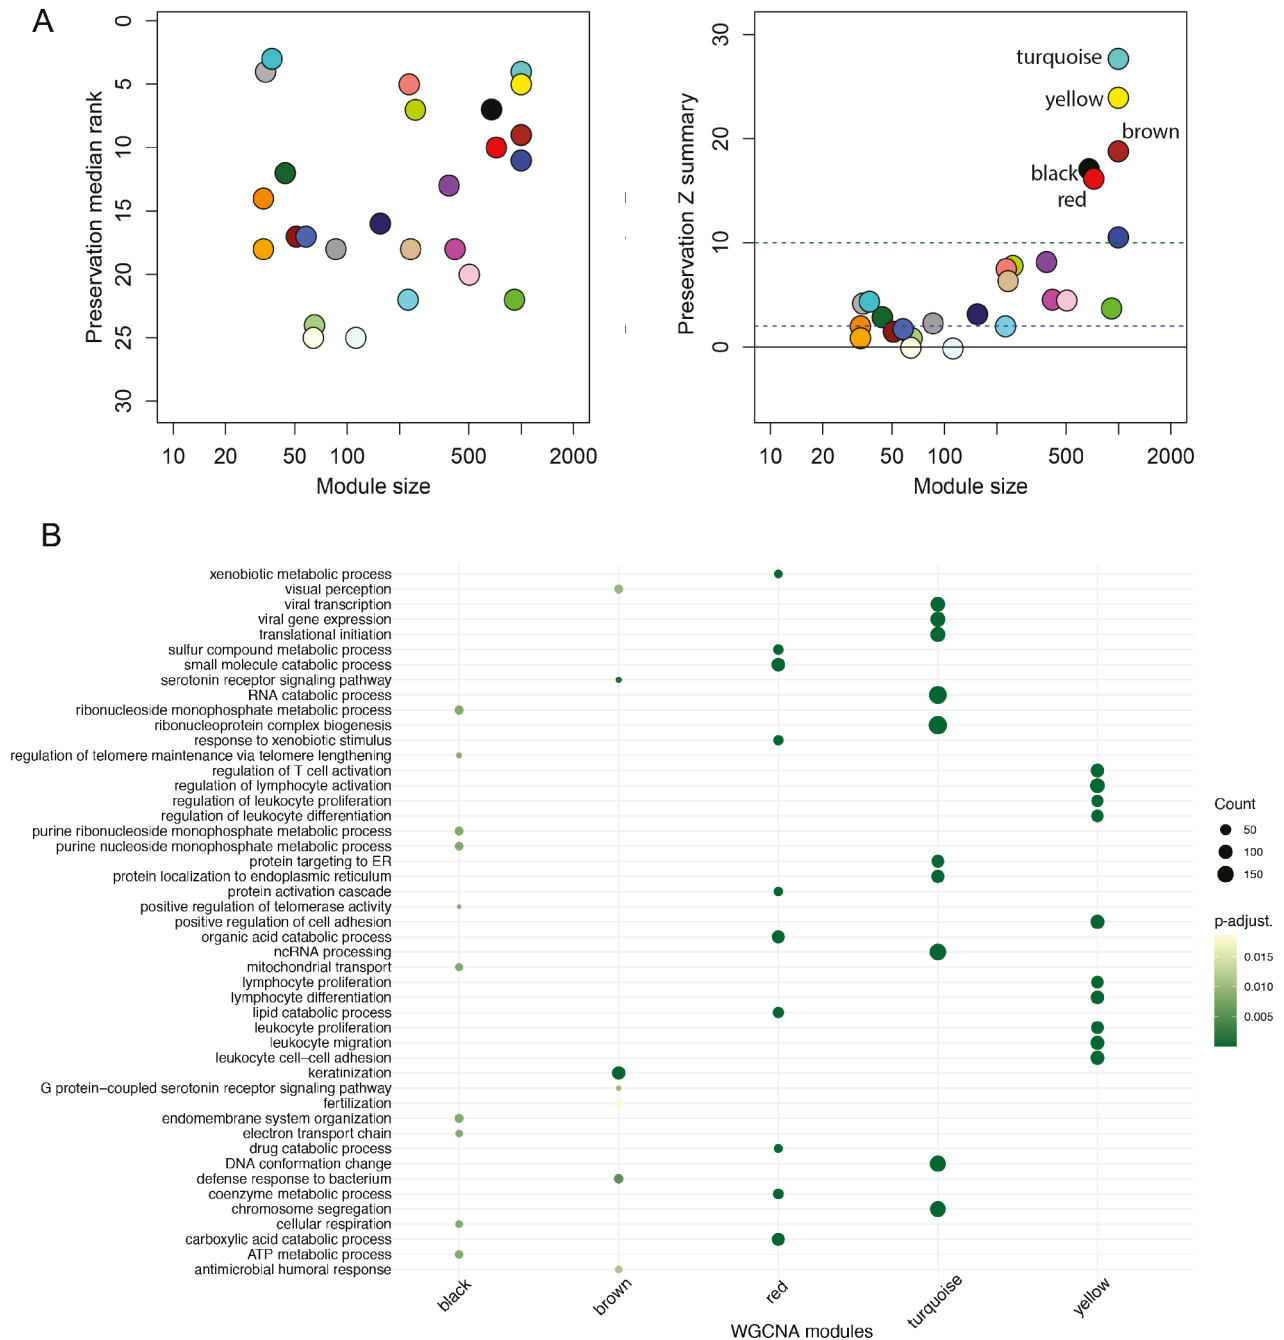 A
Preservation median rank
0
5
10
15
20
25
30
10 20 50 100 500 2000
Module size
Preservation Z summary
30
20
10
0
turquoise
yellow
brown
black
red
10 20 50 100 500 2000
Module size
B
xenobiotic metabolic process
visual perception
viral transcription
viral gene expression
translational initiation
sulfur compound metabolic process
small molecule catabolic process
serotonin receptor signaling pathway
RNA catabolic process
ribonucleoside monophosphate metabolic process
ribonucleoprotein complex biogenesis
response to xenobiotic stimulus
regulation of telomere maintenance via telomere lengthening
regulation of T cell activation
regulation of lymphocyte activation
regulation of leukocyte proliferation
regulation of leukocyte differentiation
purine ribonucleoside monophosphate metabolic process
purine nucleoside monophosphate metabolic process
protein targeting to ER
protein localization to endoplasmic reticulum
protein activation cascade
positive regulation of telomerase activity
positive regulation of cell adhesion
organic acid catabolic process
ncRNA processing
mitochondrial transport
lymphocyte proliferation
lymphocyte differentiation
lipid catabolic process
leukocyte proliferation
leukocyte migration
leukocyte cell−cell adhesion
keratinization
G protein−coupled serotonin receptor signaling pathway
fertilization
endomembrane system organization
electron transport chain
drug catabolic process
DNA conformation change
defense response to bacterium
coenzyme metabolic process
chromosome segregation
cellular respiration
carboxylic acid catabolic process
ATP metabolic process
antimicrobial humoral response
black
brown
red
turquoise
yellow
WGCNA modules
Count
50
100
150
p-adjust.
0.015
0.010
0.005